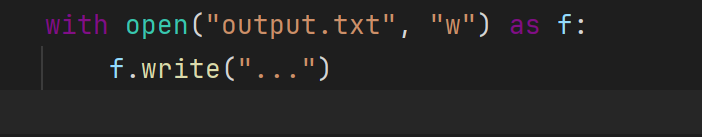 with open("output.txt", "w") as f:
    f.write("...")